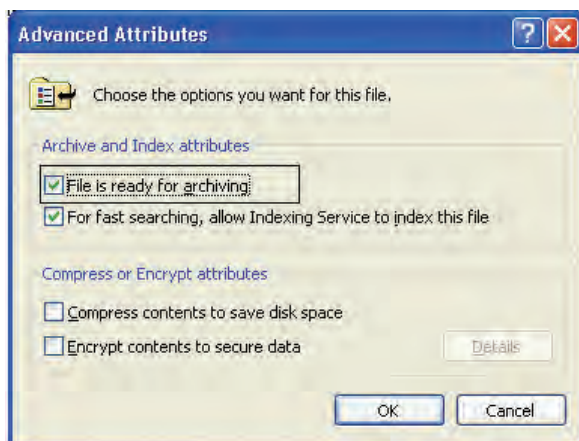 Advanced Attributes
Choose the options you want for this file.
Archive and Index attributes
File is ready for archiving
For fast searching, allow Indexing Service to index this file
Compress or Encrypt attributes
Compress contents to save disk space
Encrypt contents to secure data
Details
OK
Cancel